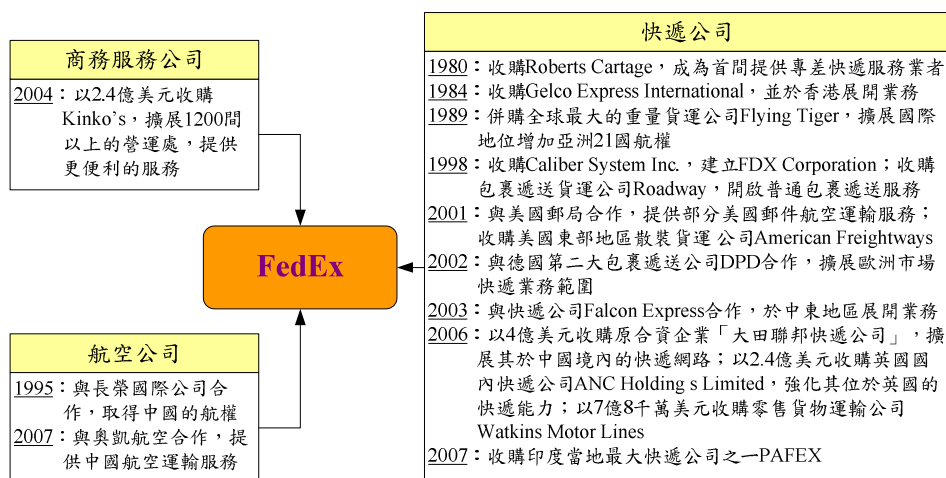 商務服務公司
2004：以2.4億美元收購
Kinko's，擴展1200間
以上的營運處，提供
更便利的服務
FedEx
航空公司
1995：與長榮國際公司合
作，取得中國的航權
2007：與奧凱航空合作，提
供中國航空運輸服務
快遞公司
1980：收購Roberts Cartage，成為首間提供專差快遞服務業者
1984：收購Gelco Express International，並於香港展開業務
1989：併購全球最大的重量貨運公司Flying Tiger，擴展國際
地位增加亞洲21國航權
1998：收購Caliber System Inc.，建立FDX Corporation；收購
包裹遞送貨運公司Roadway，開啟普通包裹遞送服務
2001：與美國郵局合作，提供部分美國郵件航空運輸服務；
收購美國東部地區散裝貨運 公司American Freightways
2002：與德國第二大包裹遞送公司DPD合作，擴展歐洲市場
快遞業務範圍
2003：與快遞公司Falcon Express合作，於中東地區展開業務
2006：以4億美元收購原合資企業「大田聯邦快遞公司」，擴
展其於中國境內的快遞網路；以2.4億美元收購英國國
內快遞公司ANC Holding s Limited，強化其位於英國的
快遞能力；以7億8千萬美元收購零售貨物運輸公司
Watkins Motor Lines
2007：收購印度當地最大快遞公司之一PAFEX